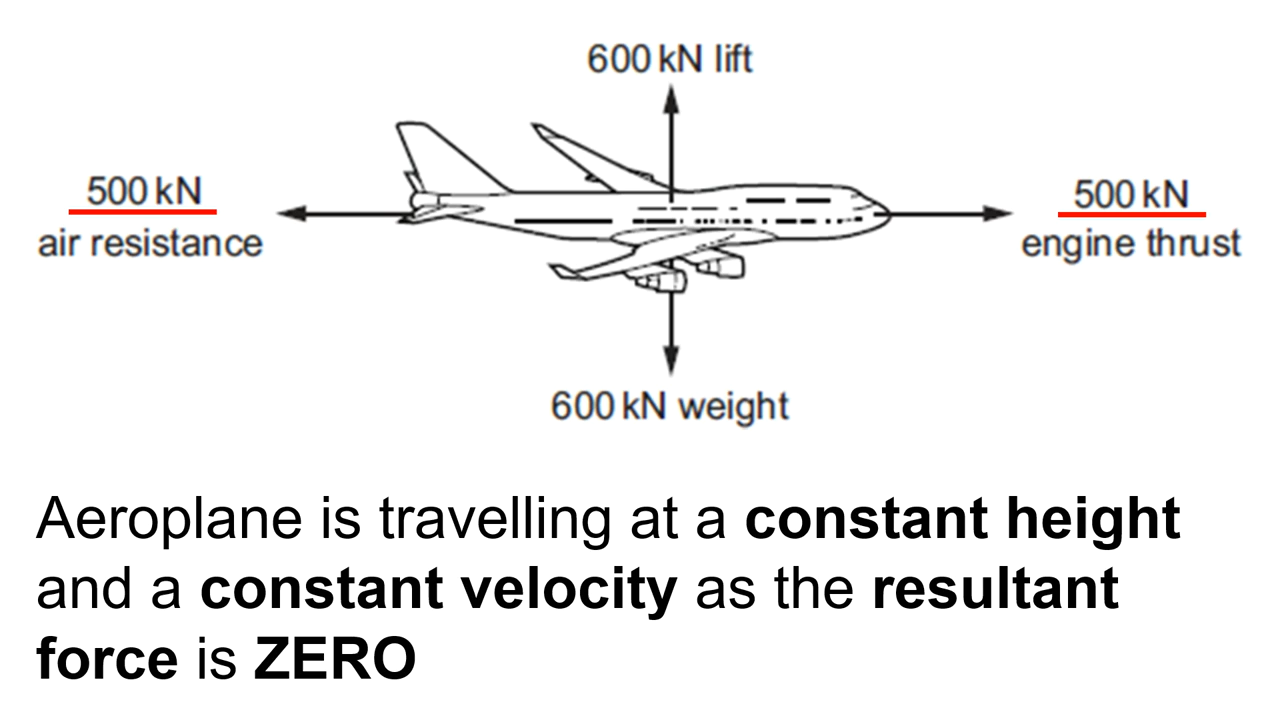 600 kN lift
500 kN
air resistance
500 kN
engine thrust
600 kN weight
Aeroplane is travelling at a constant height
and a constant velocity as the resultant
force is ZERO